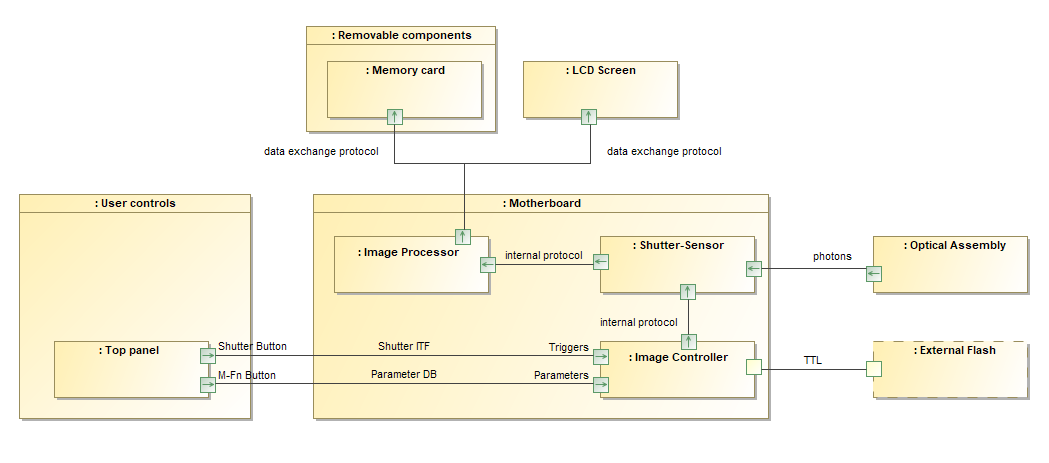 : Removable components
: Memory card
: LCD Screen
data exchange protocol
data exchange protocol
: User controls
: Motherboard
: Image Processor
internal protocol
: Shutter-Sensor
photons
: Optical Assembly
internal protocol
: Top panel
Shutter Button
Shutter ITF
Triggers
: Image Controller
M-Fn Button
Parameter DB
Parameters
TTL
: External Flash